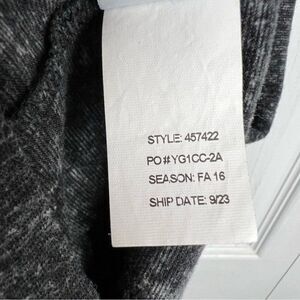 STYLE: 457422
PO#YG1CC-2A
SEASON: FA 16
SHIP DATE: 9/23